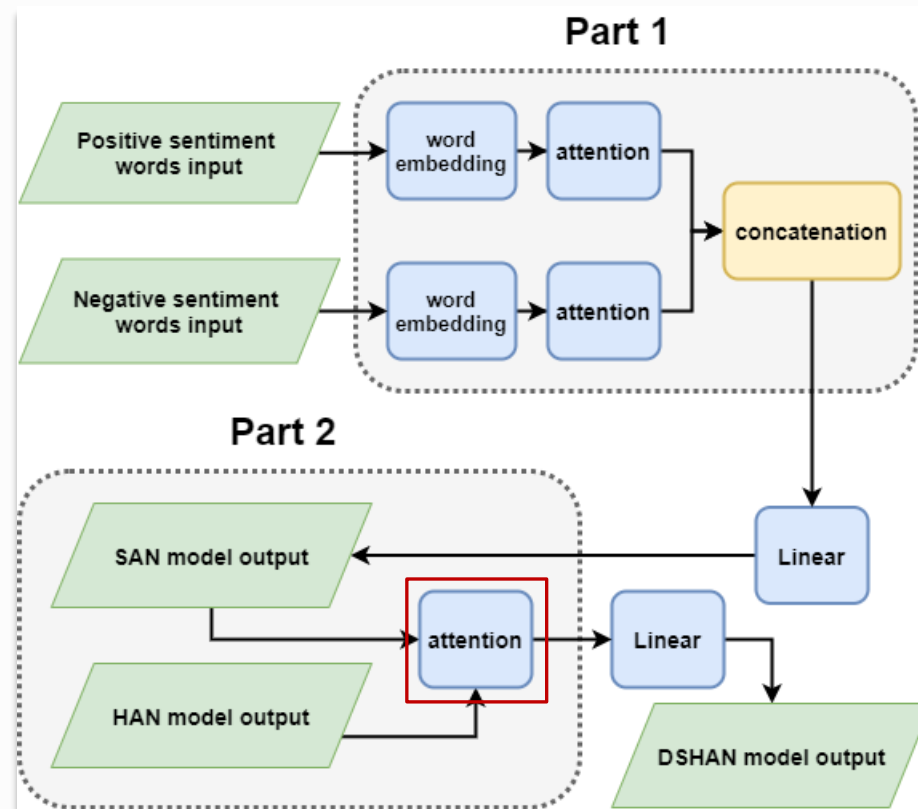 Part 1
Positive sentiment
words input
word
embedding
attention
concatenation
Negative sentiment
words input
word
embedding
attention
Part 2
SAN model output
Linear
attention
Linear
HAN model output
DSHAN model output